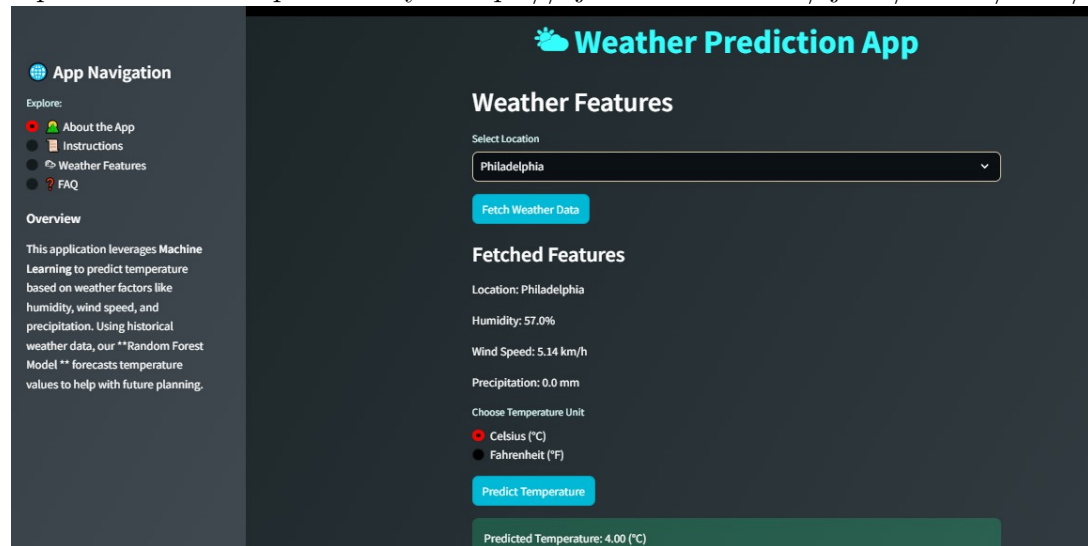 App Navigation
Explore:
About the App
Instructions
Weather Features
FAQ
Overview
This application leverages Machine
Learning to predict temperature
based on weather factors like
humidity, wind speed, and
precipitation. Using historical
weather data, our **Random Forest
Model ** forecasts temperature
values to help with future planning.
Weather Prediction App
Weather Features
Select Location
Philadelphia
Fetch Weather Data
Fetched Features
Location: Philadelphia
Humidity: 57.0%
Wind Speed: 5.14 km/h
Precipitation: 0.0 mm
Choose Temperature Unit
Celsius (°C)
Fahrenheit (°F)
Predict Temperature
Predicted Temperature: 4.00 (°C)